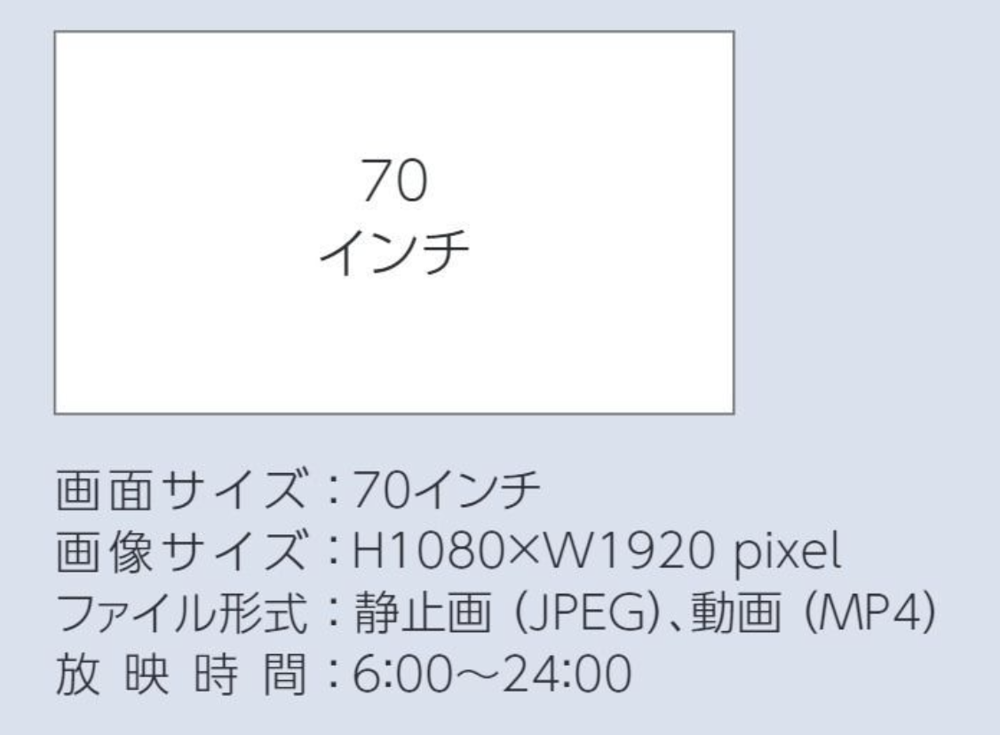 70
インチ
画面サイズ：70インチ
画像サイズ：H1080×W1920 pixel
ファイル形式：静止画（JPEG）、動画（MP4）
放映時間：6:00～24:00